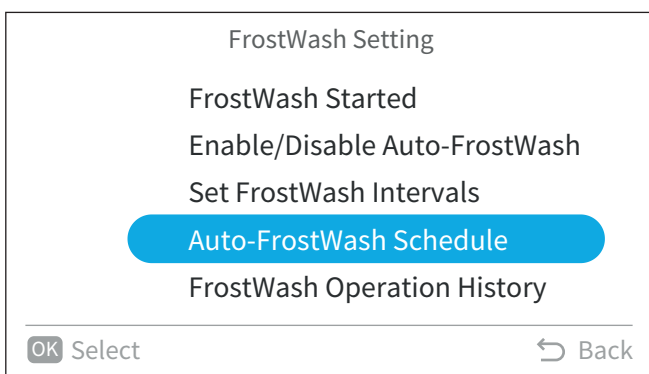 FrostWash Setting
FrostWash Started
Enable/Disable Auto-FrostWash
Set FrostWash Intervals
Auto-FrostWash Schedule
FrostWash Operation History
OK Select Back